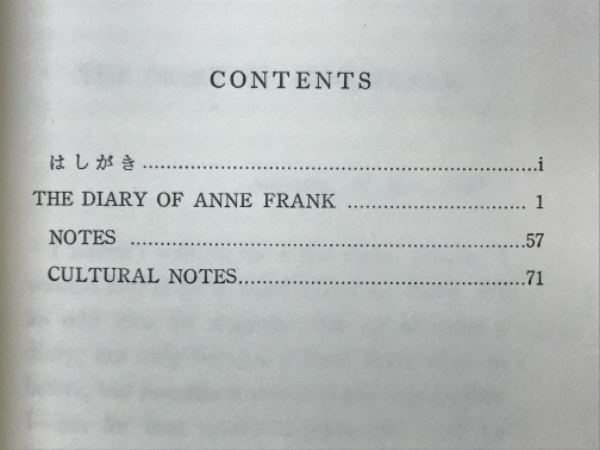 CONTENTS
はしがき........................................................i
THE DIARY OF ANNE FRANK ............................ 1
NOTES ........................................................57
CULTURAL NOTES..........................................71